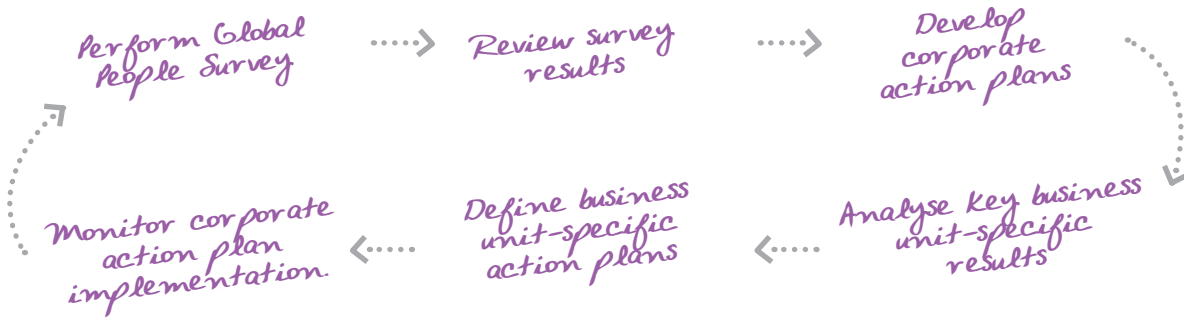 Perform Global
People Survey
Review survey
results
Develop
corporate
action plans
Analyse key business
unit-specific
results
Define business
unit-specific
action plans
Monitor corporate
action plan
implementation.